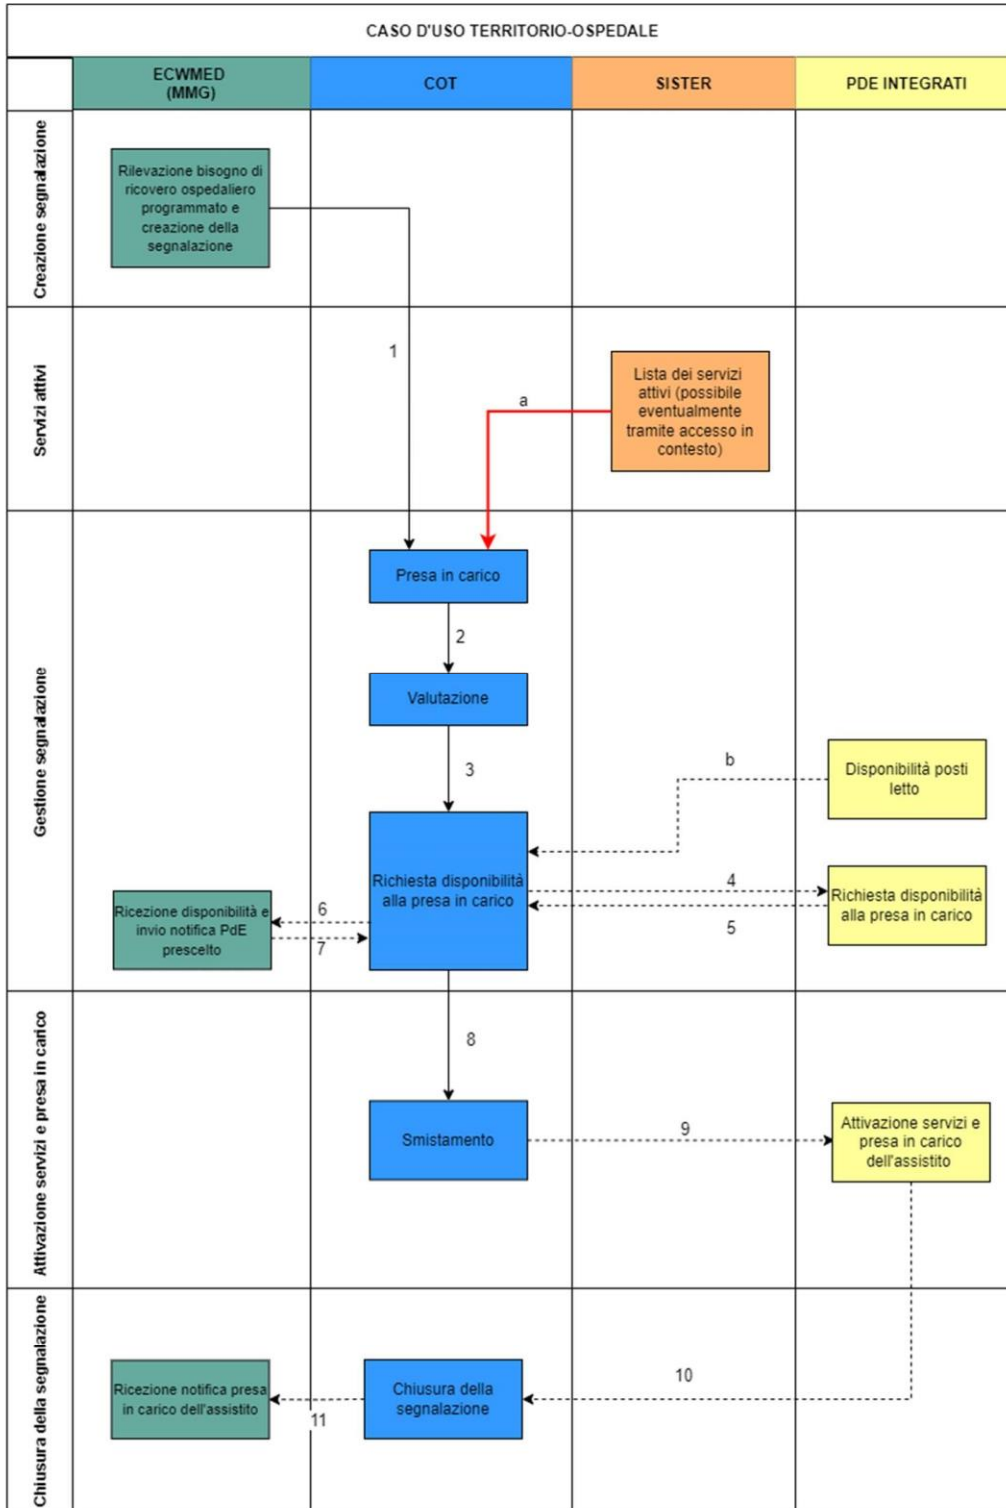 CASO D'USO TERRITORIO-OSPEDALE
ECWMED
(MMG)
COT
SISTER
PDE INTEGRATI
Creazione segnalazione
Rilevazione bisogno di
ricovero ospedaliero
programmato e
creazione della
segnalazione
Servizi attivi
1
a
Lista dei servizi
attivi (possibile
eventualmente
tramite accesso in
contesto)
Gestione segnalazione
Presa in carico
2
Valutazione
3
b
Disponibilità posti
letto
Richiesta disponibilità
alla presa in carico
4
5
Richiesta disponibilità
alla presa in carico
Ricezione disponibilità e
invio notifica PdE
prescelto
6
7
Attivazione servizi e presa in carico
8
Smistamento
9
Attivazione servizi e
presa in carico
dell'assistito
Chiusura della segnalazione
10
Chiusura della
segnalazione
11
Ricezione notifica presa
in carico dell'assistito